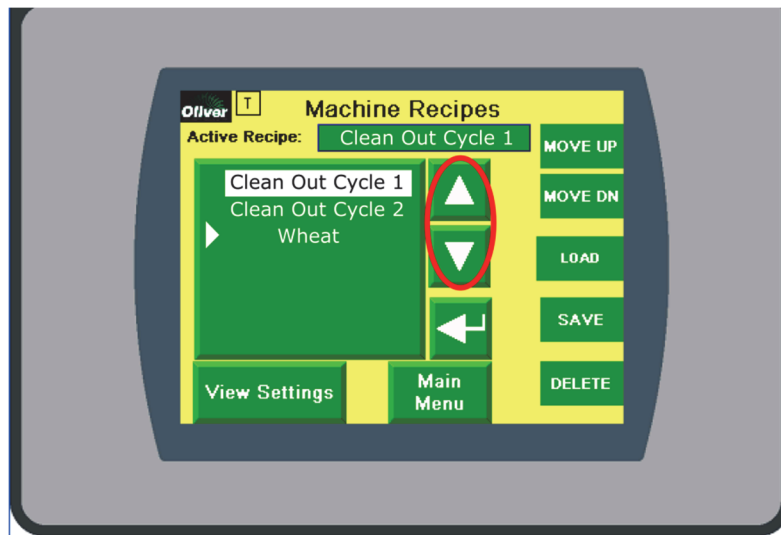 Oliver T Machine Recipes
Active Recipe: Clean Out Cycle 1
MOVE UP
Clean Out Cycle 1
Clean Out Cycle 2
Wheat
MOVE DN
LOAD
SAVE
DELETE
View Settings
Main
Menu